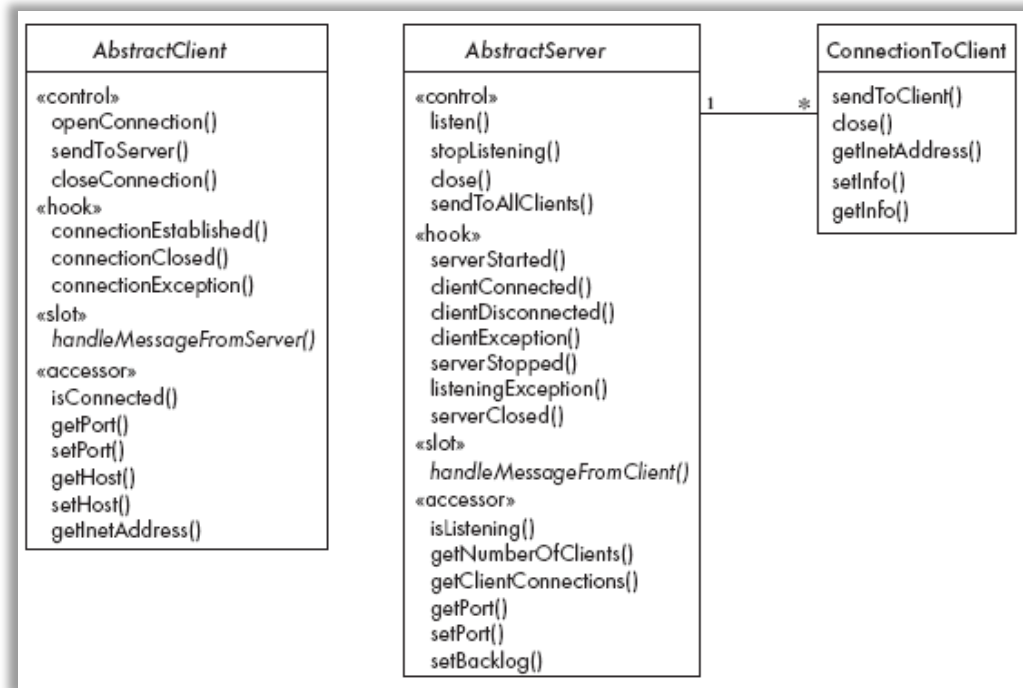 AbstractClient
«control»
openConnection()
sendToServer()
closeConnection()
«hook»
connectionEstablished()
connectionClosed()
connectionException()
«slot»
handleMessageFromServer()
«accessor»
isConnected()
getPort()
setPort()
getHost()
setHost()
getInetAddress()
AbstractServer
«control»
listen()
stopListening()
close()
sendToAllClients()
«hook»
serverStarted()
clientConnected()
clientDisconnected()
clientException()
serverStopped()
listeningException()
serverClosed()
«slot»
handleMessageFromClient()
«accessor»
isListening()
getNumberOfClients()
getClientConnections()
getPort()
setPort()
setBacklog()
1 *
ConnectionToClient
sendToClient()
close()
getInetAddress()
setInfo()
getInfo()